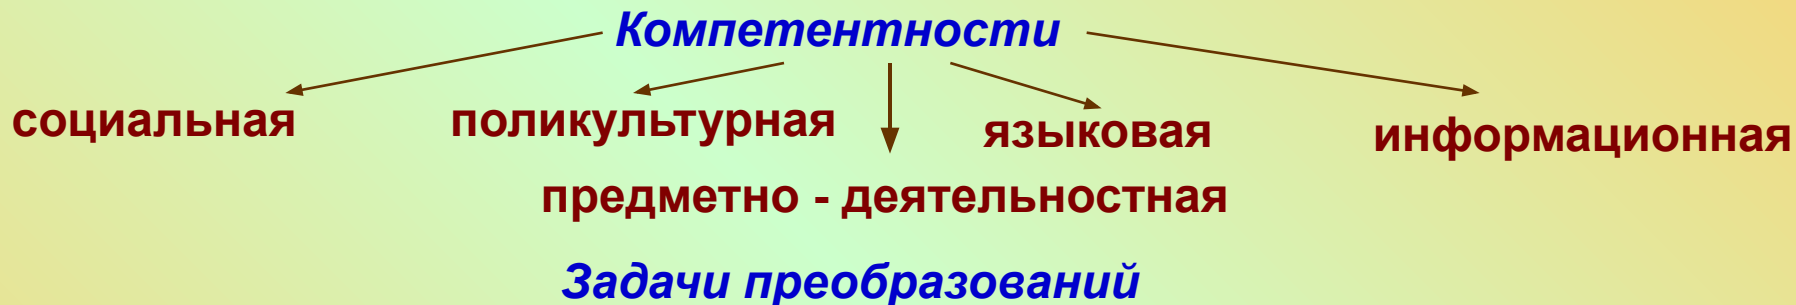 Компетентности
социальная
поликультурная
языковая
информационная
предметно - деятельностная
Задачи преобразований